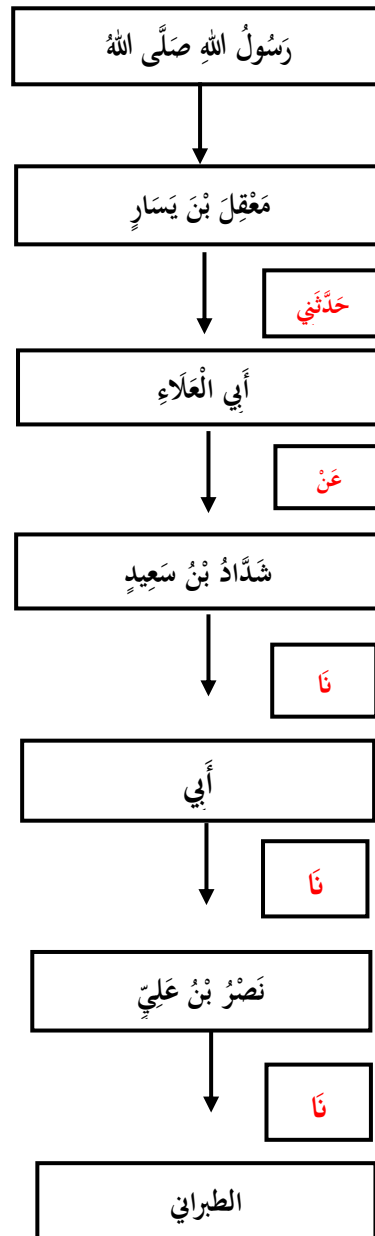 رَسُولُ اللهِ صَلَّى اللهُ
مَعْقِلَ بْنَ يَسَارٍ
حَدَّثَنِي
أَبِي الْعَلَاءِ
عَنْ
شَدَّادُ بْنُ سَعِيدٍ
نَا
أَبِي
نَا
نَصْرُ بْنُ عَلِيٍّ
نَا
الطبراني